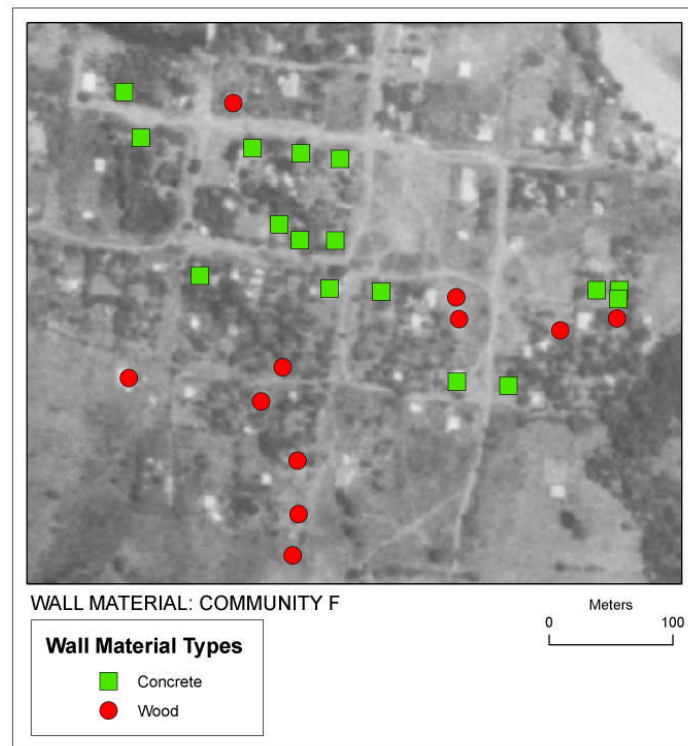 WALL MATERIAL: COMMUNITY F
Meters
0 100
Wall Material Types
Concrete
Wood